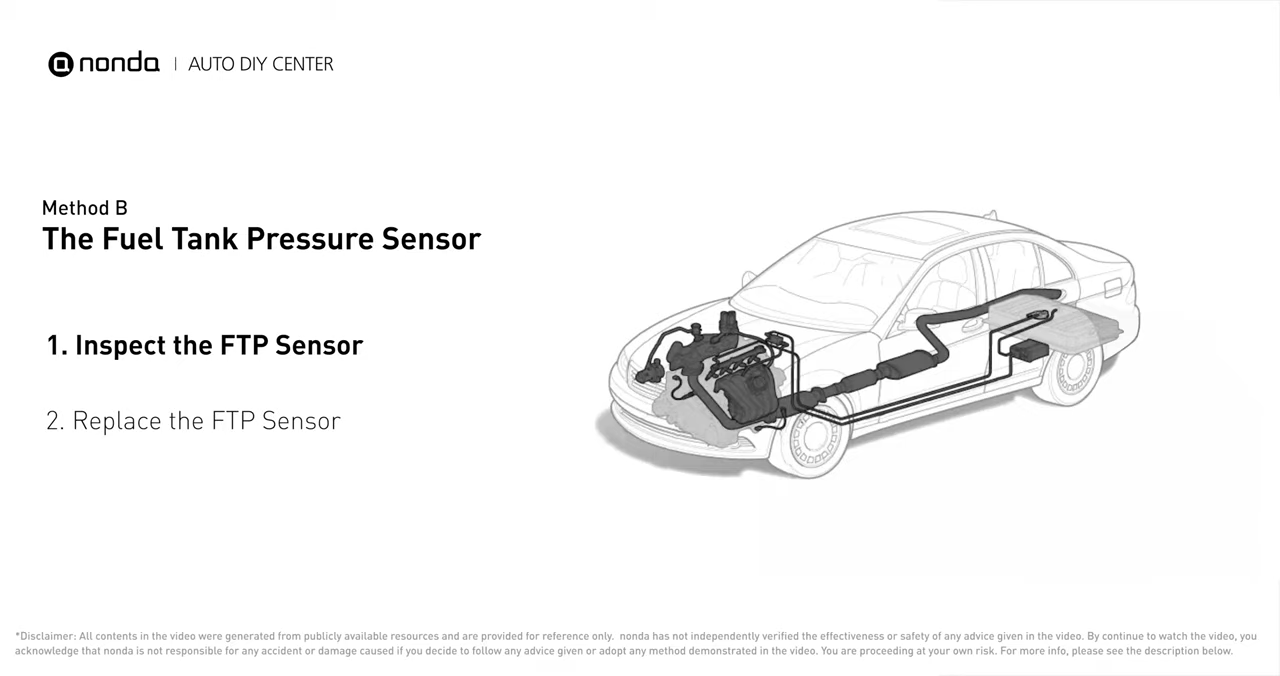 nonda | AUTO DIY CENTER
Method B
The Fuel Tank Pressure Sensor
1. Inspect the FTP Sensor
2. Replace the FTP Sensor
*Disclaimer: All contents in the video were generated from publicly available resources and are provided for reference only. nonda has not independently verified the effectiveness or safety of any advice given in the video. By continue to watch the video, you
acknowledge that nonda is not responsible for any accident or damage caused if you decide to follow any advice given or adopt any method demonstrated in the video. You are proceeding at your own risk. For more info, please see the description below.